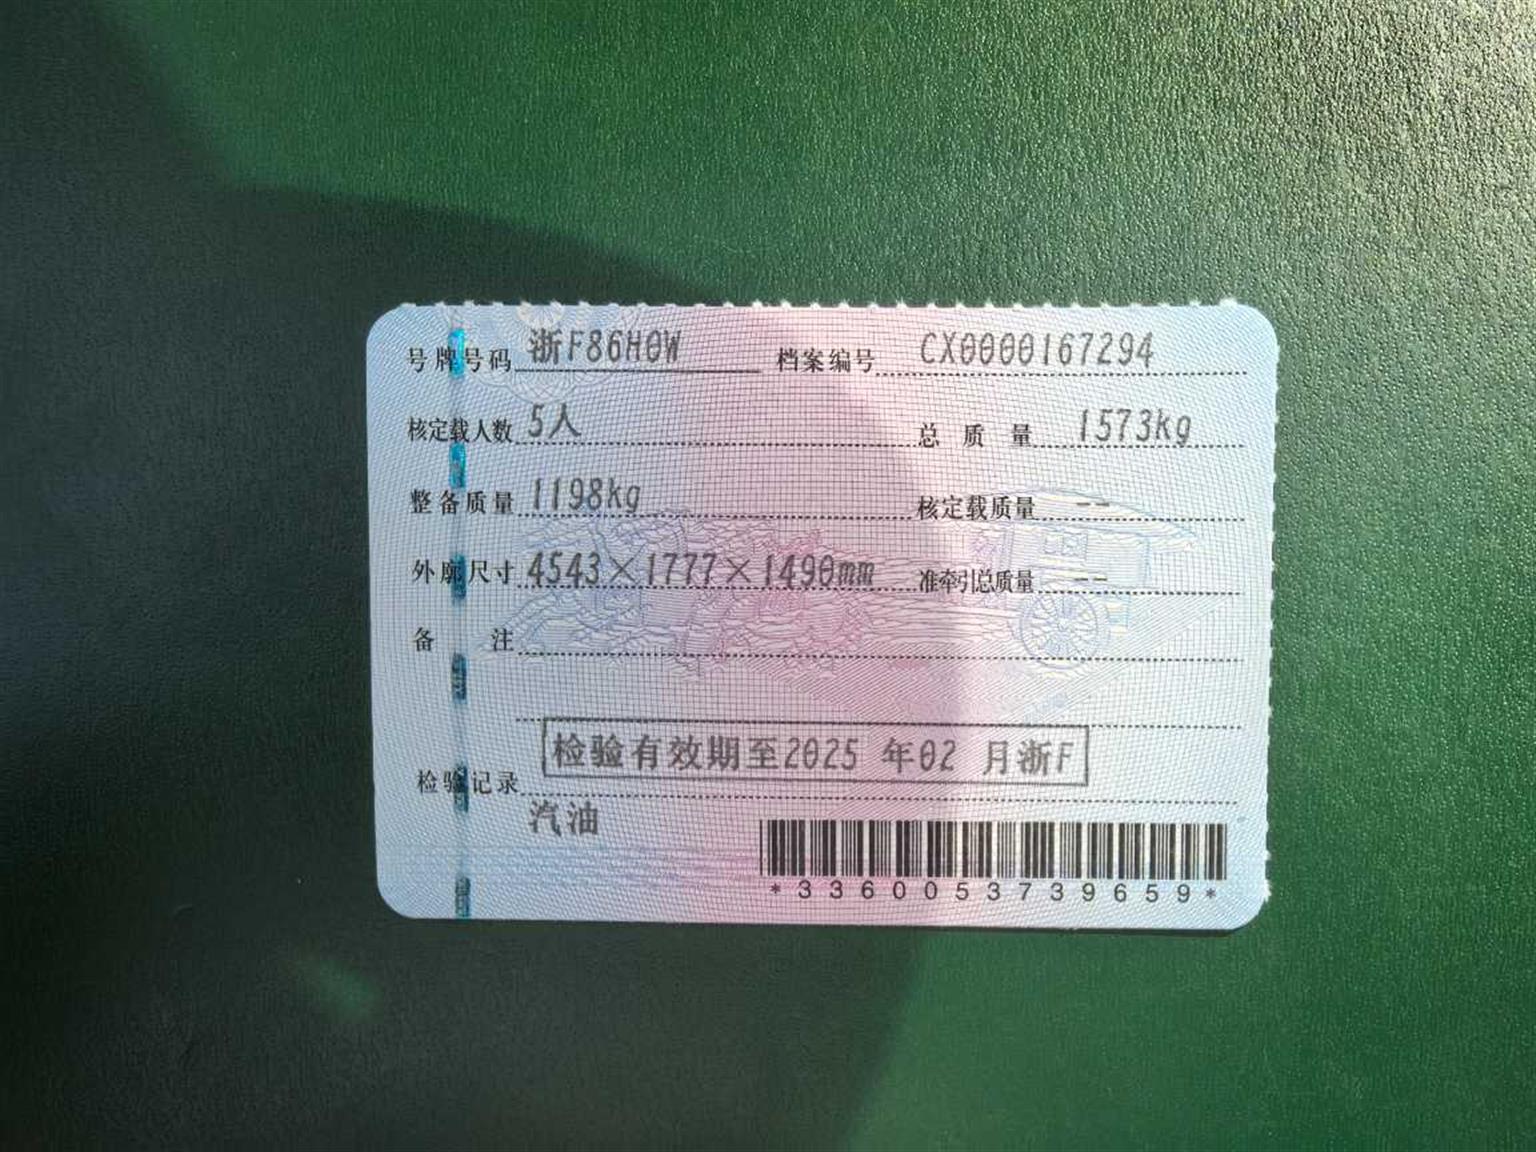 号牌号码 浙F86H0W 档案编号 CX0000167294
核定载人数 5人 总质量 1573kg
整备质量 1198kg 核定载质量 --
外廓尺寸 4543×1777×1490mm 准牵引总质量 --
备注
检验记录 检验有效期至2025 年02 月浙F
汽油
*3360053739659*